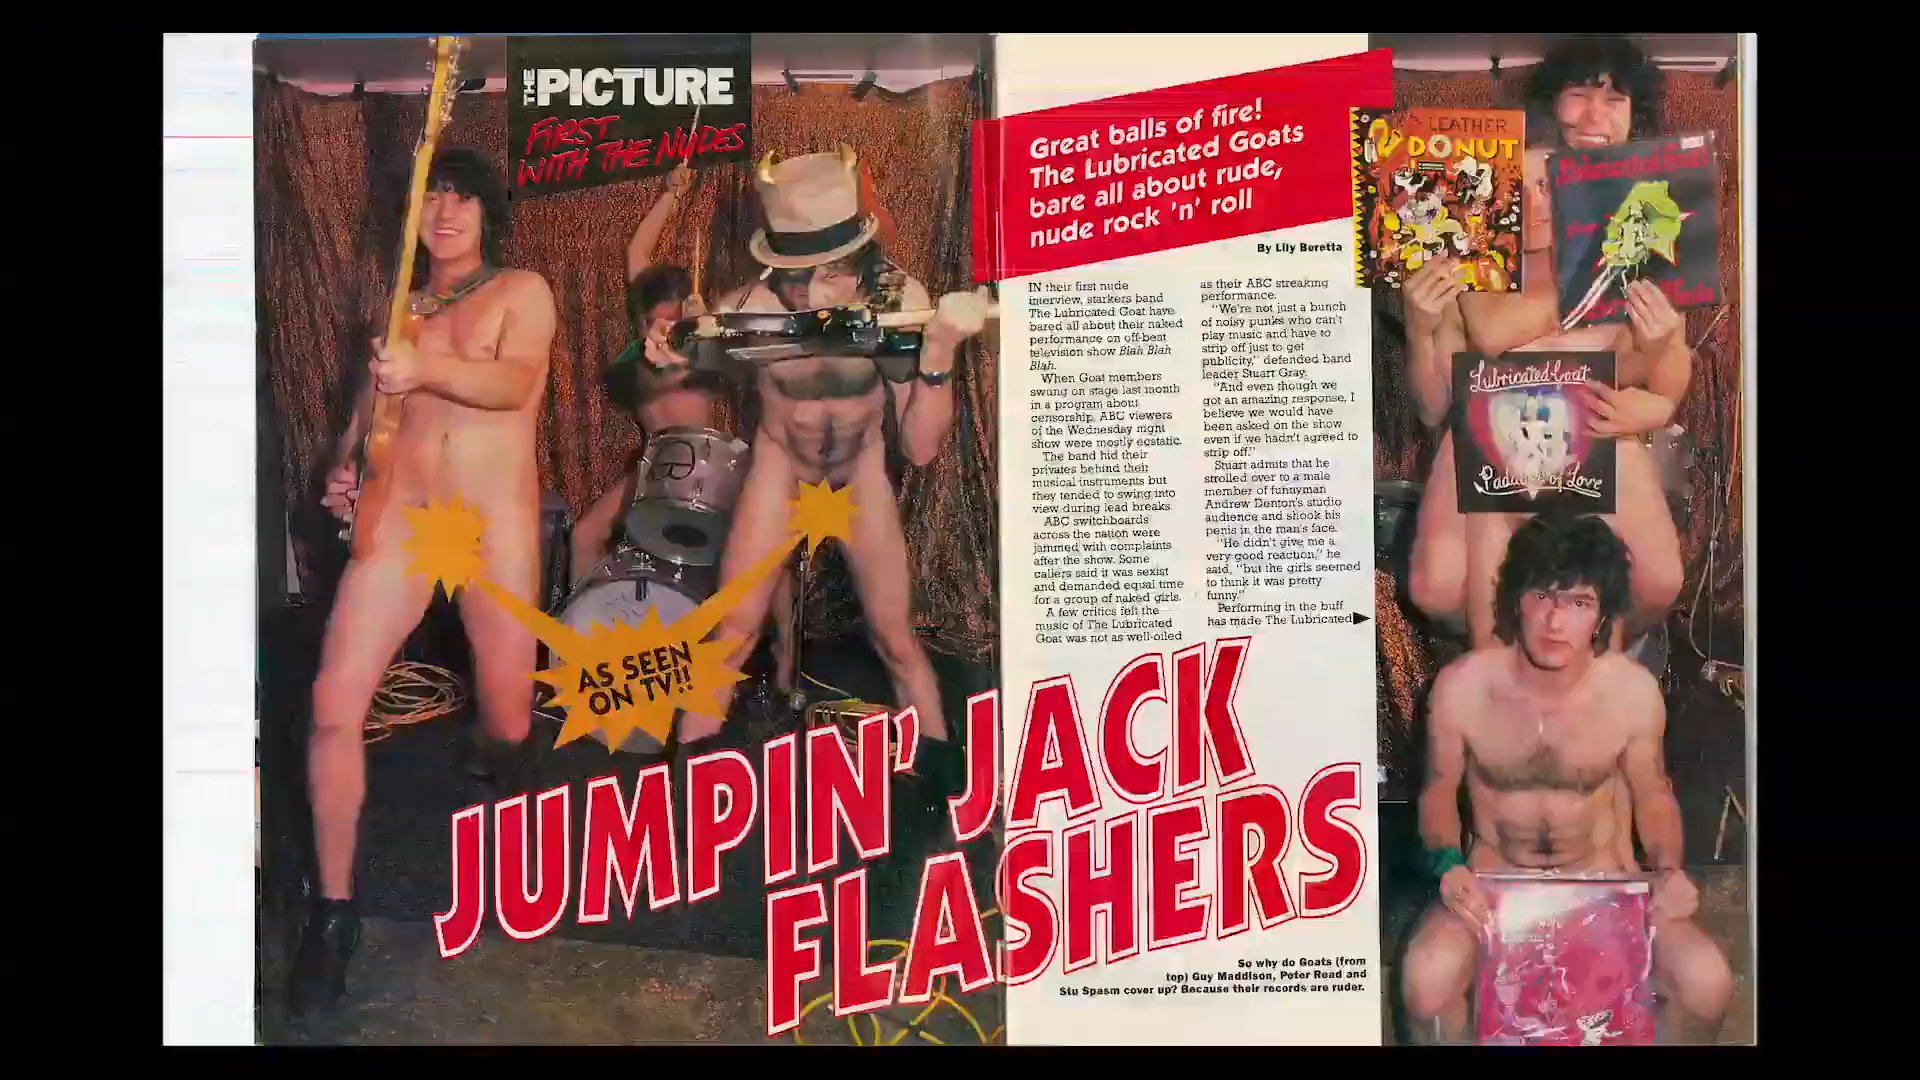 THE PICTURE
FIRST
WITH THE NUDES
Great balls of fire!
The Lubricated Goats
bare all about rude,
nude rock 'n' roll
By Lily Beretta
IN their first nude
interview, starkers band
The Lubricated Goat have
bared all about their naked
performance on off-beat
television show Blah Blah
Blah.
When Goat members
swung on stage last month
in a program about
censorship, ABC viewers
of the Wednesday night
show were mostly ecstatic.
The band hid their
privates behind their
musical instruments but
they tended to swing into
view during lead breaks.
ABC switchboards
across the nation were
jammed with complaints
after the show. Some
callers said it was sexist
and demanded equal time
for a group of naked girls.
A few critics felt the
music of The Lubricated
Goat was not as well-oiled
as their ABC streaking
performance.
"We're not just a bunch
of noisy punks who can't
play music and have to
strip off just to get
publicity," defended band
leader Stuart Gray.
"And even though we
got an amazing response, I
believe we would have
been asked on the show
even if we hadn't agreed to
strip off."
Stuart admits that he
strolled over to a male
member of funnyman
Andrew Denton's studio
audience and shook his
penis in the man's face.
"He didn't give me a
very good reaction," he
said, "but the girls seemed
to think it was pretty
funny."
Performing in the buff
has made The Lubricated
LEATHER
DONUT
Lubricated Goat
Lubricated Goat
Paddock of Love
AS SEEN
ON TV!!
JUMPIN' JACK
FLASHERS
So why do Goats (from
top) Guy Maddison, Peter Read and
Stu Spasm cover up? Because their records are ruder.